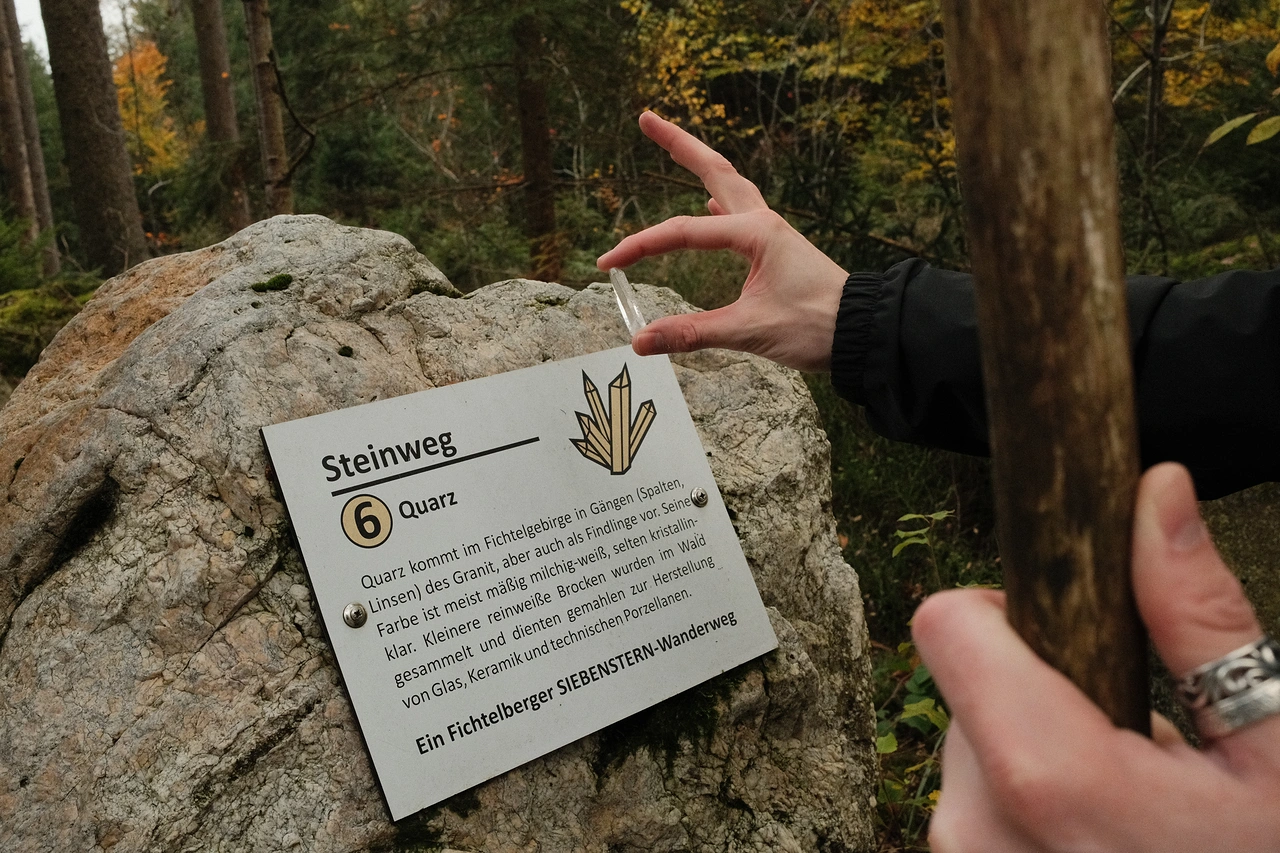 Steinweg
6 Quarz
Quarz kommt im Fichtelgebirge in Gängen (Spalten,
Linsen) des Granit, aber auch als Findlinge vor. Seine
Farbe ist meist mäßig milchig-weiß, selten kristallin-
klar. Kleinere reinweiße Brocken wurden im Wald
gesammelt und dienten gemahlen zur Herstellung
von Glas, Keramik und technischen Porzellanen.
Ein Fichtelberger SIEBENSTERN-Wanderweg